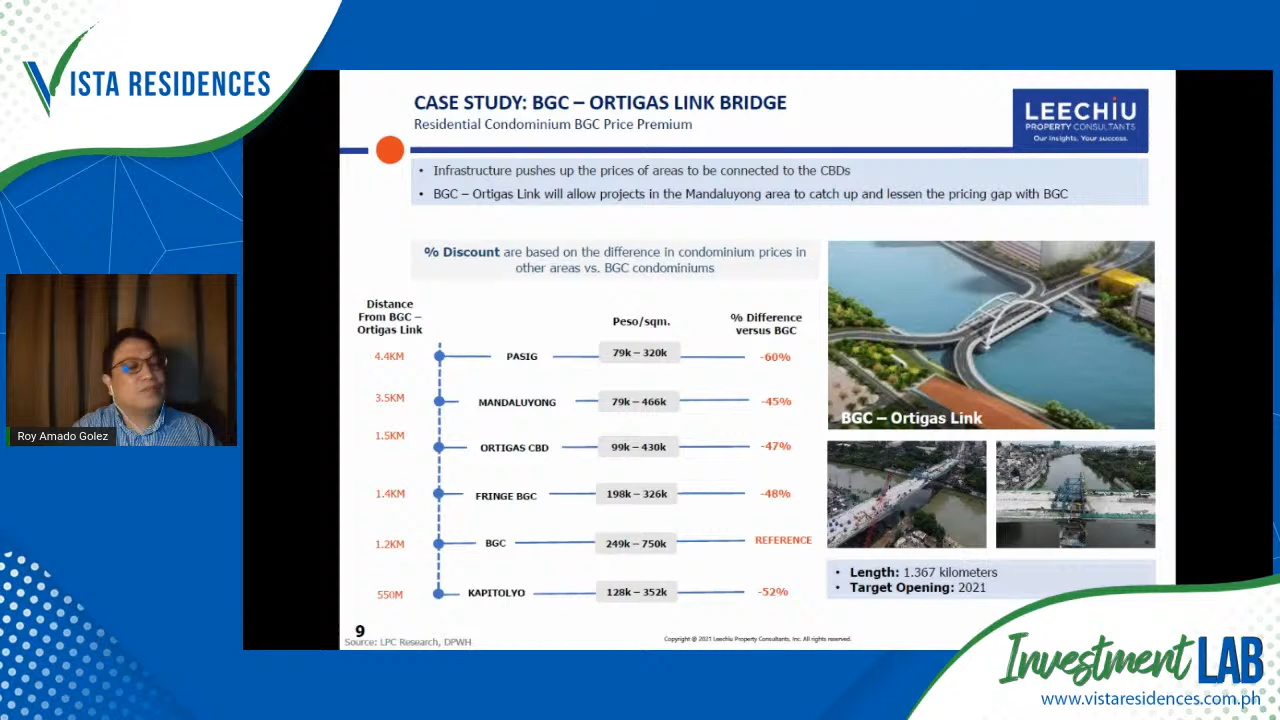 VISTA RESIDENCES
CASE STUDY: BGC – ORTIGAS LINK BRIDGE
Residential Condominium BGC Price Premium
LEECHIU
PROPERTY CONSULTANTS
Our Insights. Your success.
• Infrastructure pushes up the prices of areas to be connected to the CBDs
• BGC – Ortigas Link will allow projects in the Mandaluyong area to catch up and lessen the pricing gap with BGC
% Discount are based on the difference in condominium prices in
other areas vs. BGC condominiums
Distance
From BGC –
Ortigas Link
Peso/sqm.
% Difference
versus BGC
4.4KM PASIG 79k – 320k -60%
3.5KM MANDALUYONG 79k – 466k -45%
1.5KM ORTIGAS CBD 99k – 430k -47%
1.4KM FRINGE BGC 198k – 326k -48%
1.2KM BGC 249k – 750k REFERENCE
550M KAPITOLYO 128k – 352k -52%
BGC – Ortigas Link
• Length: 1.367 kilometers
• Target Opening: 2021
9
Source: LPC Research, DPWH
Copyright @ 2021 Leechiu Property Consultants, Inc. All rights reserved.
Roy Amado Golez
Investment LAB
www.vistaresidences.com.ph